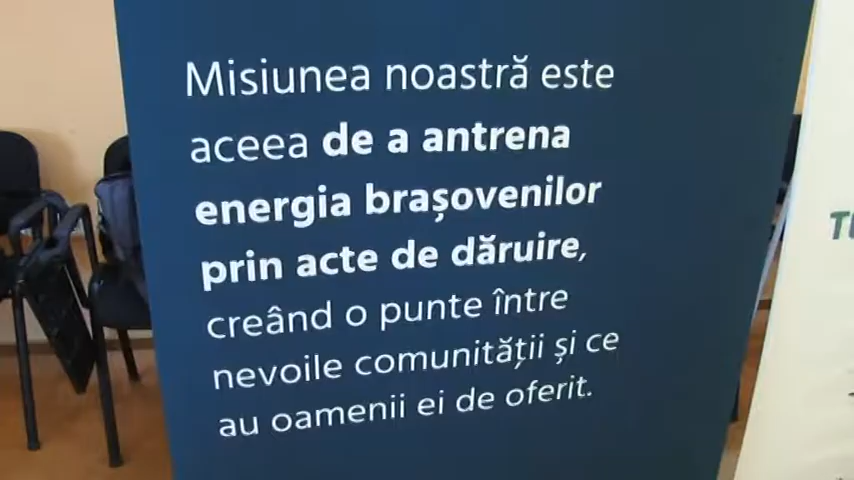 Misiunea noastră este
aceea de a antrena
energia brașovenilor
prin acte de dăruire,
creând o punte între
nevoile comunității și ce
au oamenii ei de oferit.